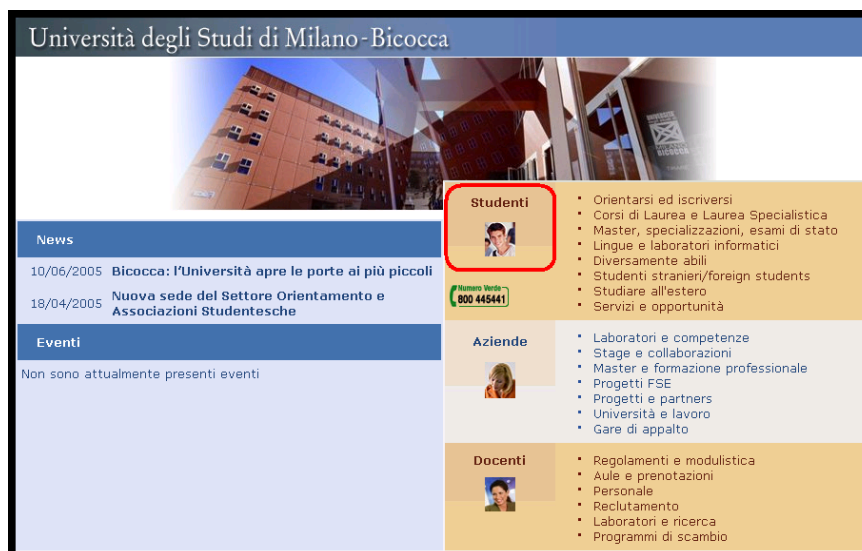 Università degli Studi di Milano-Bicocca
BICOCCA
News
10/06/2005 Bicocca: l'Università apre le porte ai più piccoli
18/04/2005 Nuova sede del Settore Orientamento e
Associazioni Studentesche
Eventi
Non sono attualmente presenti eventi
Studenti
Numero Verde
800 445441
Orientarsi ed iscriversi
Corsi di Laurea e Laurea Specialistica
Master, specializzazioni, esami di stato
Lingue e laboratori informatici
Diversamente abili
Studenti stranieri/foreign students
Studiare all'estero
Servizi e opportunità
Aziende
Laboratori e competenze
Stage e collaborazioni
Master e formazione professionale
Progetti FSE
Progetti e partners
Università e lavoro
Gare di appalto
Docenti
Regolamenti e modulistica
Aule e prenotazioni
Personale
Reclutamento
Laboratori e ricerca
Programmi di scambio